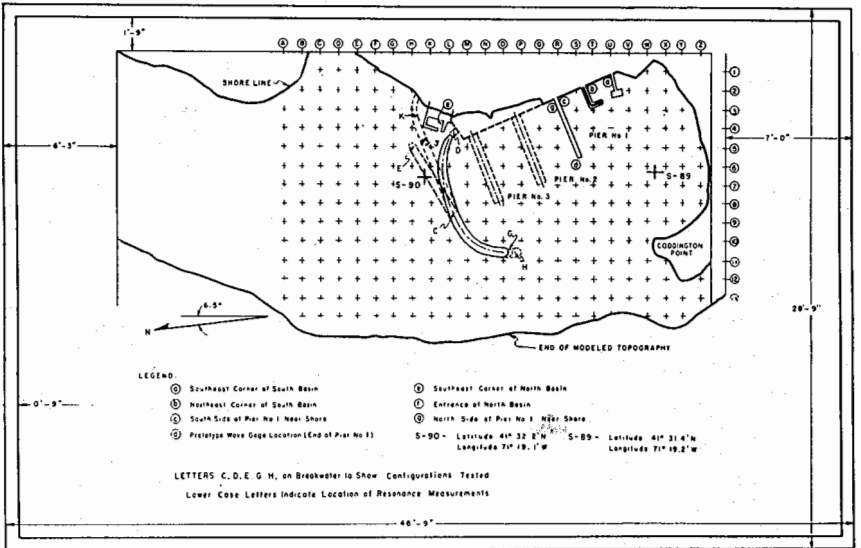 1'-9"
A B C D E F G H K L M N O P Q R S T U V W X Y Z
SHORE LINE
1
2
3
4
5
6
7
8
9
10
11
12
6'-3"
7'-0"
K
E
D
S-90
C
G
H
PIER No 1
PIER No. 2
PIER No. 3
S-89
CODDINGTON
POINT
6.5°
N
28'-9"
END OF MODELED TOPOGRAPHY
LEGEND:
a Southeast Corner of South Basin
b Northeast Corner of South Basin
c South Side of Pier No 1 Near Shore
d Prototype Wave Gage Location (End of Pier No 1)
e Southeast Corner of North Basin
f Entrance of North Basin
g North Side of Pier No 1 Near Shore
S-90 - Latitude 41° 32 2' N S-89 - Latitude 41° 31 4' N
Longitude 71° 19.1' W Longitude 71° 19.2' W
0'-9"
LETTERS C, D, E, G H, on Breakwater to Show Configurations Tested
Lower Case Letters Indicate Location of Resonance Measurements
46'-9"